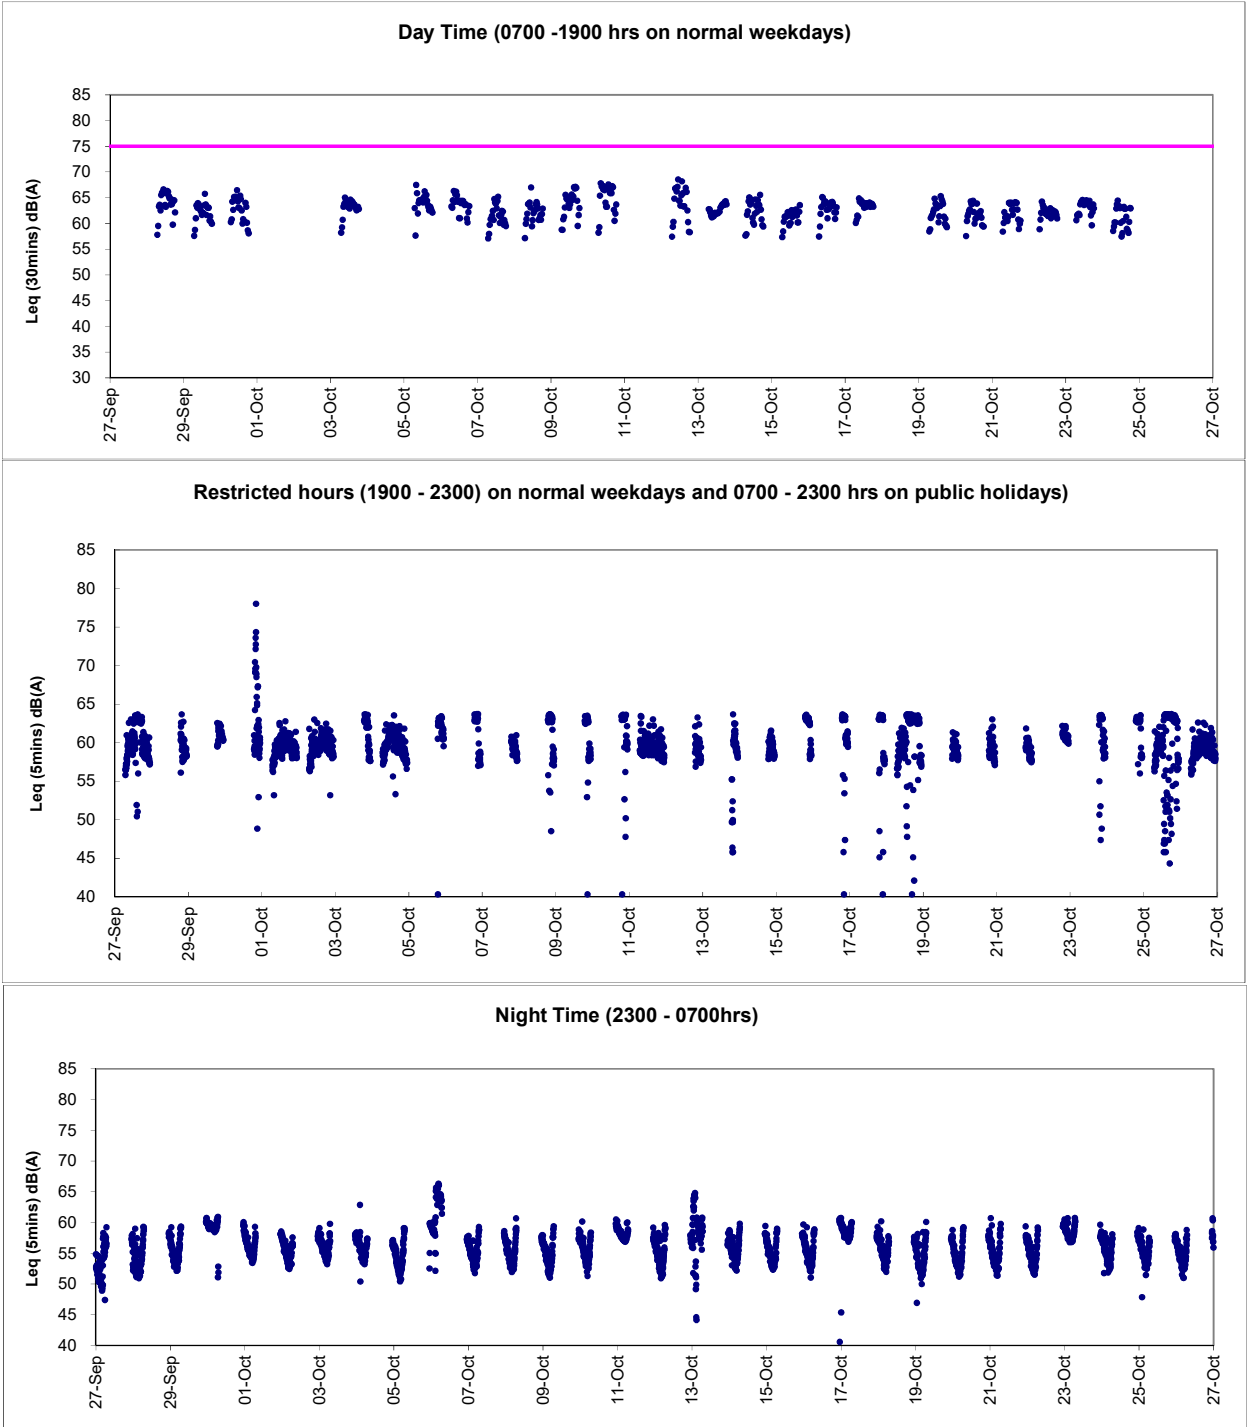 Day Time (0700 -1900 hrs on normal weekdays)
85
80
75
70
65
60
55
50
45
40
35
30
Leq (30mins) dB(A)
27-Sep
29-Sep
01-Oct
03-Oct
05-Oct
07-Oct
09-Oct
11-Oct
13-Oct
15-Oct
17-Oct
19-Oct
21-Oct
23-Oct
25-Oct
27-Oct
Restricted hours (1900 - 2300) on normal weekdays and 0700 - 2300 hrs on public holidays)
85
80
75
70
65
60
55
50
45
40
Leq (5mins) dB(A)
27-Sep
29-Sep
01-Oct
03-Oct
05-Oct
07-Oct
09-Oct
11-Oct
13-Oct
15-Oct
17-Oct
19-Oct
21-Oct
23-Oct
25-Oct
27-Oct
Night Time (2300 - 0700hrs)
85
80
75
70
65
60
55
50
45
40
Leq (5mins) dB(A)
27-Sep
29-Sep
01-Oct
03-Oct
05-Oct
07-Oct
09-Oct
11-Oct
13-Oct
15-Oct
17-Oct
19-Oct
21-Oct
23-Oct
25-Oct
27-Oct